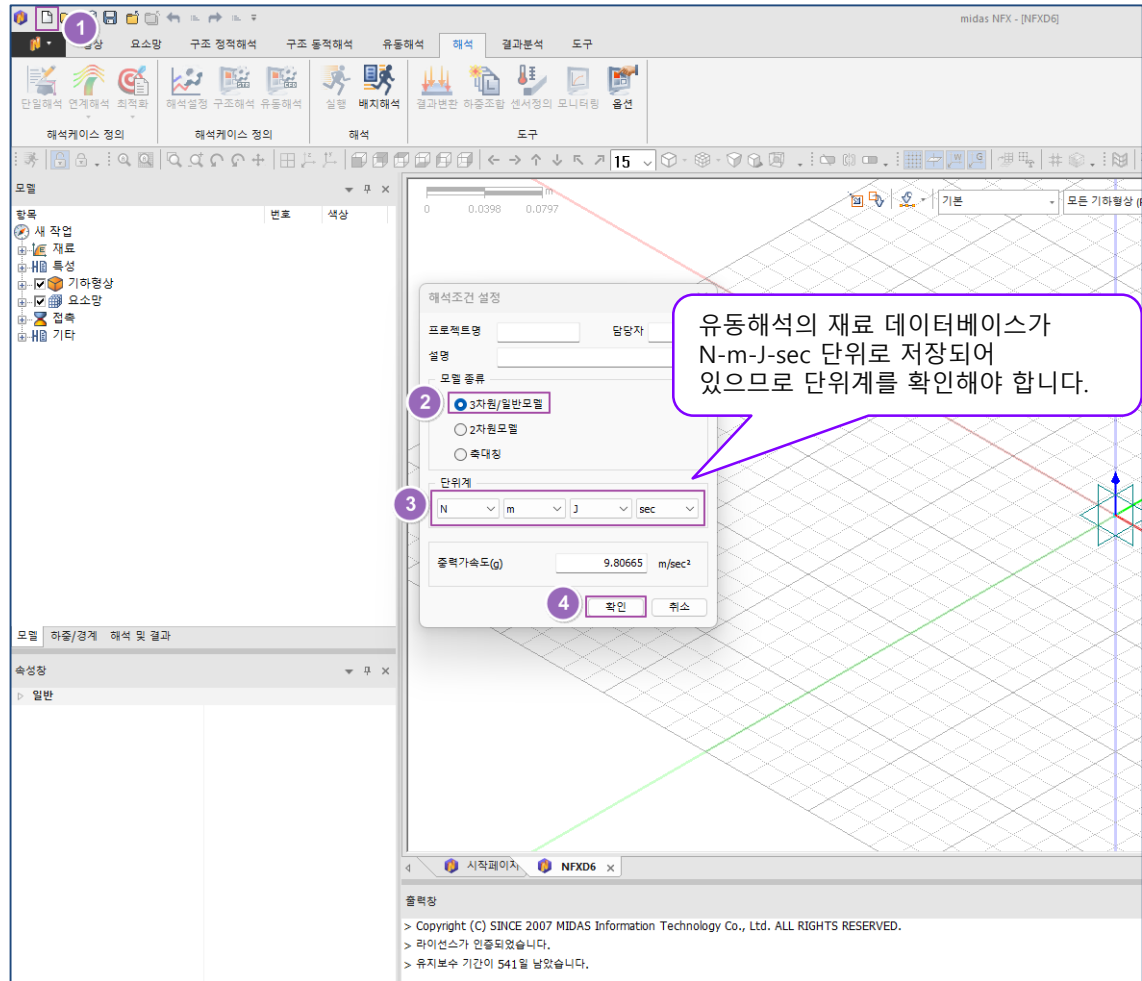 midas NFX - [NFXD6]
1
요소망 구조 정적해석 구조 동적해석 유동해석 해석 결과분석 도구
단일해석 연계해석 최적화 해석설정 구조해석 유동해석 실행 배치해석 결과변환 하중조합 센서정의 모니터링 옵션
해석케이스 정의 해석케이스 정의 해석 도구
15
모델
항목 번호 색상
새 작업
재료
특성
기하형상
요소망
접촉
기타
모델 하중/경계 해석 및 결과
속성창
일반
m
0 0.0398 0.0797
기본 모든 기하형상
해석조건 설정
프로젝트명 담당자
설명
모델 종류
2 3차원/일반모델
2차원모델
축대칭
단위계
3 N m J sec
중력가속도(g) 9.80665 m/sec²
4 확인 취소
유동해석의 재료 데이터베이스가
N-m-J-sec 단위로 저장되어
있으므로 단위계를 확인해야 합니다.
시작페이지 NFXD6
출력창
> Copyright (C) SINCE 2007 MIDAS Information Technology Co., Ltd. ALL RIGHTS RESERVED.
> 라이선스가 인증되었습니다.
> 유지보수 기간이 541일 남았습니다.